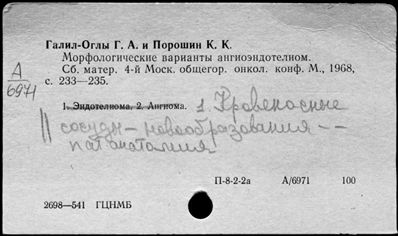 Галил-Оглы Г. А. и Порошин К. К.
Морфологические варианты ангиоэндотелиом.
Сб. матер. 4-й Моск. общегор. онкол. конф. М., 1968,
с. 233—235.
А
6971
1. Эндотелиома. 2. Ангиома. 1. Кровеносные
сосуды — новообразования --
патанатомия
П-8-2-2а А/6971 100
2698—541 ГЦНМБ